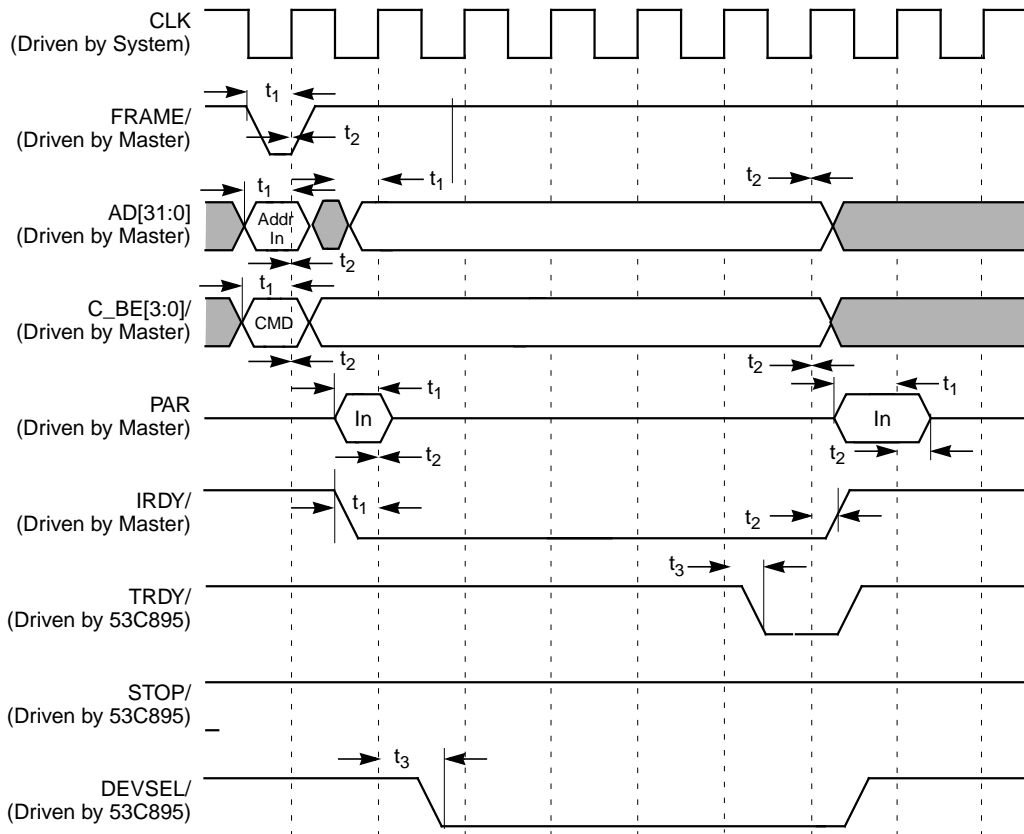 CLK
(Driven by System)
t1
FRAME/
(Driven by Master)
t2
t1
t1
t2
AD[31:0]
(Driven by Master)
Addr
In
t2
t1
C_BE[3:0]/
(Driven by Master)
CMD
t2
t2
t1
t1
PAR
(Driven by Master)
In
In
t2
t2
IRDY/
(Driven by Master)
t1
t2
t3
TRDY/
(Driven by 53C895)
STOP/
(Driven by 53C895)
t3
DEVSEL/
(Driven by 53C895)